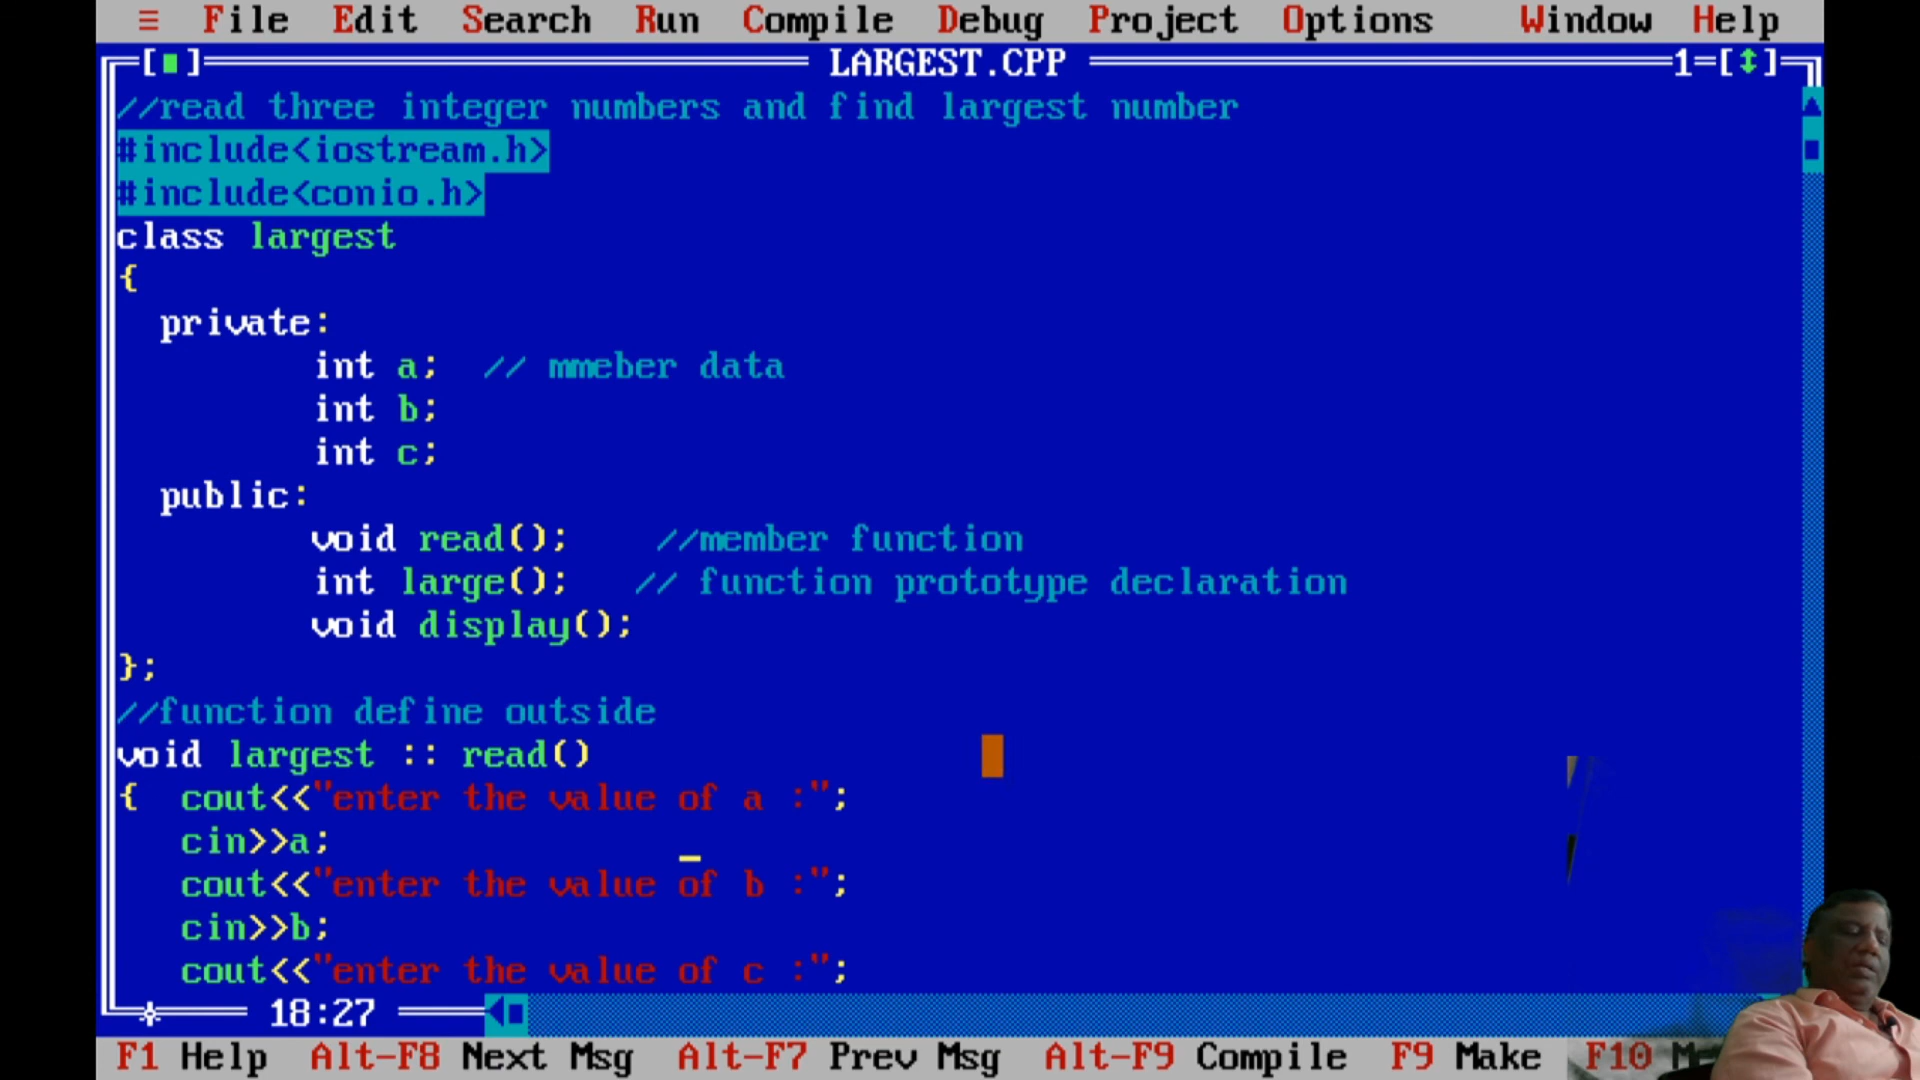 ≡ File Edit Search Run Compile Debug Project Options Window Help
[■] LARGEST.CPP 1=[↕]
//read three integer numbers and find largest number
#include<iostream.h>
#include<conio.h>
class largest
{
private:
int a; // mmeber data
int b;
int c;
public:
void read(); //member function
int large(); // function prototype declaration
void display();
};
//function define outside
void largest :: read()
{ cout<<"enter the value of a :";
cin>>a;
cout<<"enter the value of b :";
cin>>b;
cout<<"enter the value of c :";
18:27
F1 Help Alt-F8 Next Msg Alt-F7 Prev Msg Alt-F9 Compile F9 Make F10